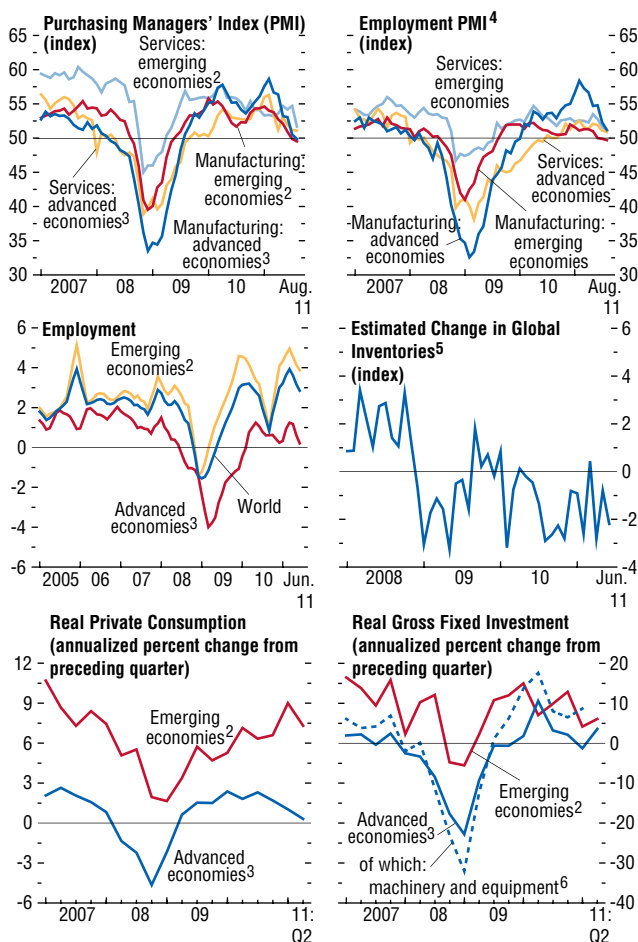 Purchasing Managers' Index (PMI)
(index)
Services:
emerging
economies2
Manufacturing:
emerging
economies2
Services:
advanced
economies3
Manufacturing:
advanced
economies3
65
60
55
50
45
40
35
30
2007 08 09 10 Aug.
11
Employment PMI4
(index)
Services:
emerging
economies
Services:
advanced
economies
Manufacturing:
advanced
economies
Manufacturing:
emerging
economies
65
60
55
50
45
40
35
30
2007 08 09 10 Aug.
11
Employment
Emerging
economies2
World
Advanced
economies3
6
4
2
0
-2
-4
-6
2005 06 07 08 09 10 Jun.
11
Estimated Change in Global
Inventories5
(index)
4
2
0
-2
-4
2008 09 10 Jun.
11
Real Private Consumption
(annualized percent change from
preceding quarter)
Emerging
economies2
Advanced
economies3
12
9
6
3
0
-3
-6
2007 08 09 11:
Q2
Real Gross Fixed Investment
(annualized percent change from
preceding quarter)
Emerging
economies2
Advanced
economies3
of which:
machinery and equipment6
20
10
0
-10
-20
-30
-40
2007 08 09 11:
Q2